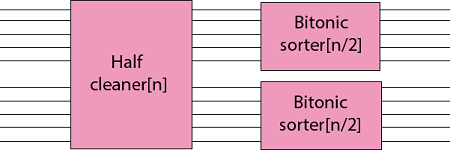 Half
cleaner[n]
Bitonic
sorter[n/2]
Bitonic
sorter[n/2]